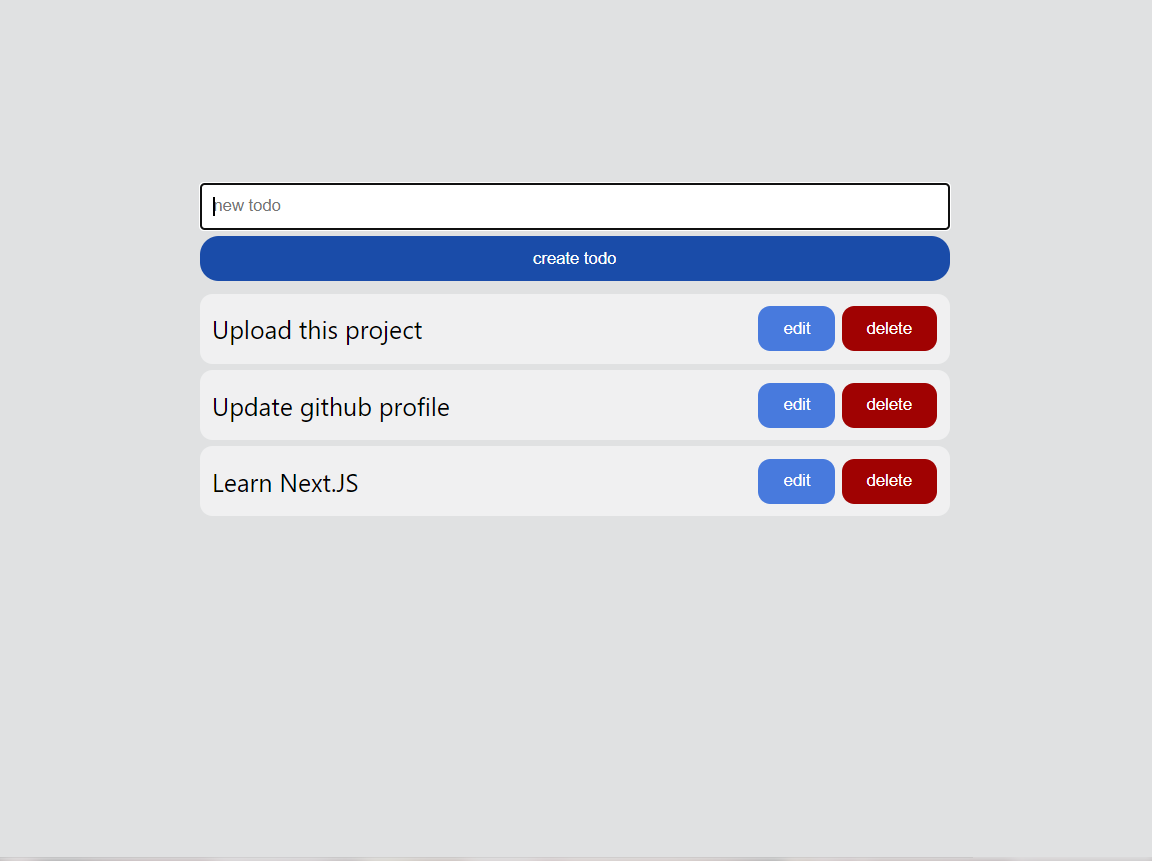 new todo
create todo
Upload this project edit delete
Update github profile edit delete
Learn Next.JS edit delete